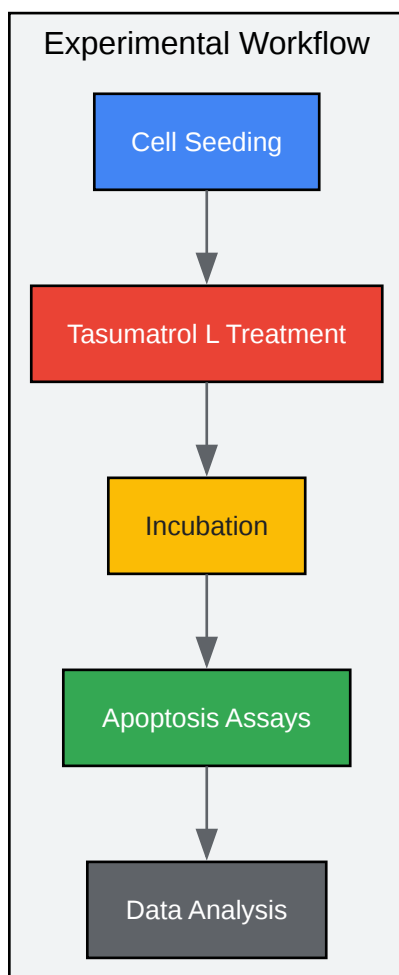 Experimental Workflow
Cell Seeding
Tasumatrol L Treatment
Incubation
Apoptosis Assays
Data Analysis